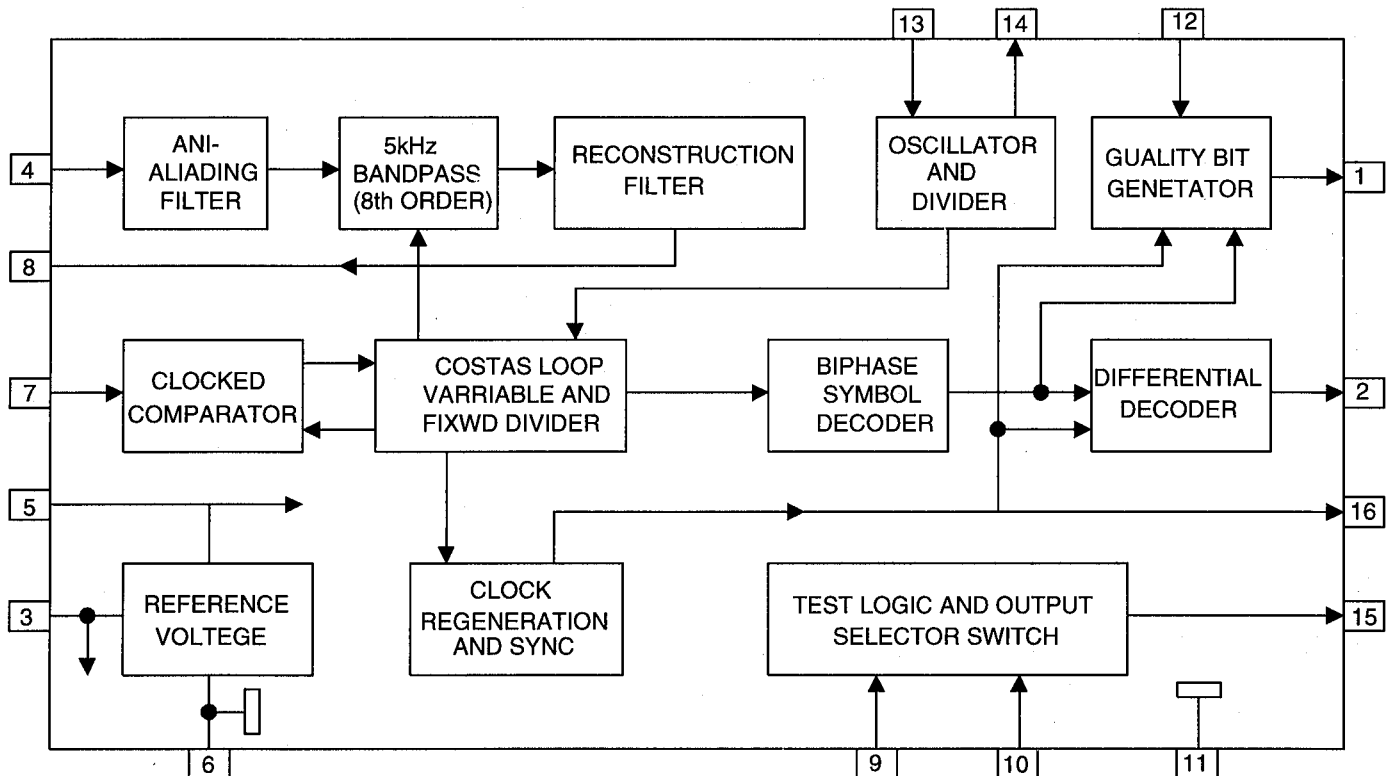 13
14
12
4
ANI-
ALIADING
FILTER
5kHz
BANDPASS
(8th ORDER)
RECONSTRUCTION
FILTER
OSCILLATOR
AND
DIVIDER
GUALITY BIT
GENETATOR
1
8
7
CLOCKED
COMPARATOR
COSTAS LOOP
VARRIABLE AND
FIXWD DIVIDER
BIPHASE
SYMBOL
DECODER
DIFFERENTIAL
DECODER
2
5
16
3
REFERENCE
VOLTEGE
CLOCK
REGENERATION
AND SYNC
TEST LOGIC AND OUTPUT
SELECTOR SWITCH
15
6
9
10
11